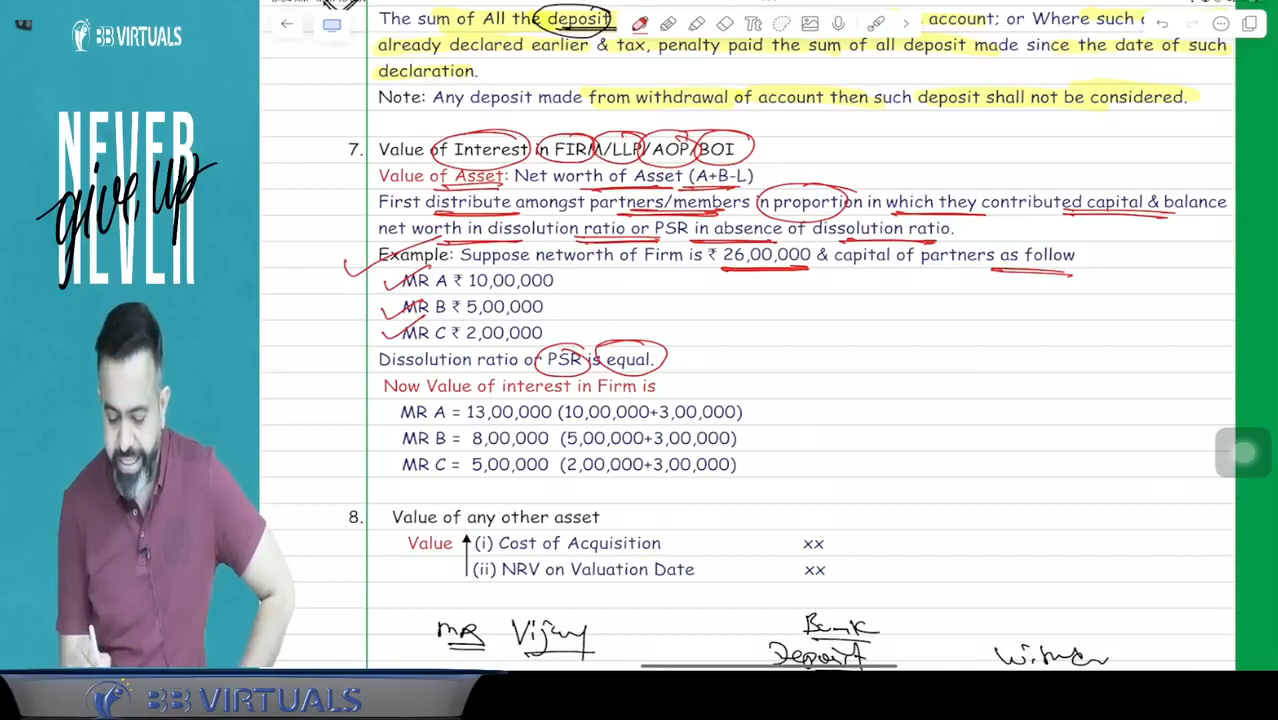 BB VIRTUALS
NEVER
give up
NEVER
The sum of All the deposit account; or Where such
already declared earlier & tax, penalty paid the sum of all deposit made since the date of such
declaration.
Note: Any deposit made from withdrawal of account then such deposit shall not be considered.
7. Value of Interest in FIRM/LLP/AOP/BOI
Value of Asset: Net worth of Asset (A+B-L)
First distribute amongst partners/members in proportion in which they contributed capital & balance
net worth in dissolution ratio or PSR in absence of dissolution ratio.
Example: Suppose networth of Firm is ₹ 26,00,000 & capital of partners as follow
MR A ₹ 10,00,000
MR B ₹ 5,00,000
MR C ₹ 2,00,000
Dissolution ratio or PSR is equal.
Now Value of interest in Firm is
MR A = 13,00,000 (10,00,000+3,00,000)
MR B = 8,00,000 (5,00,000+3,00,000)
MR C = 5,00,000 (2,00,000+3,00,000)
8. Value of any other asset
Value (i) Cost of Acquisition xx
(ii) NRV on Valuation Date xx
MR Vijay Bank
Deposit
BB VIRTUALS